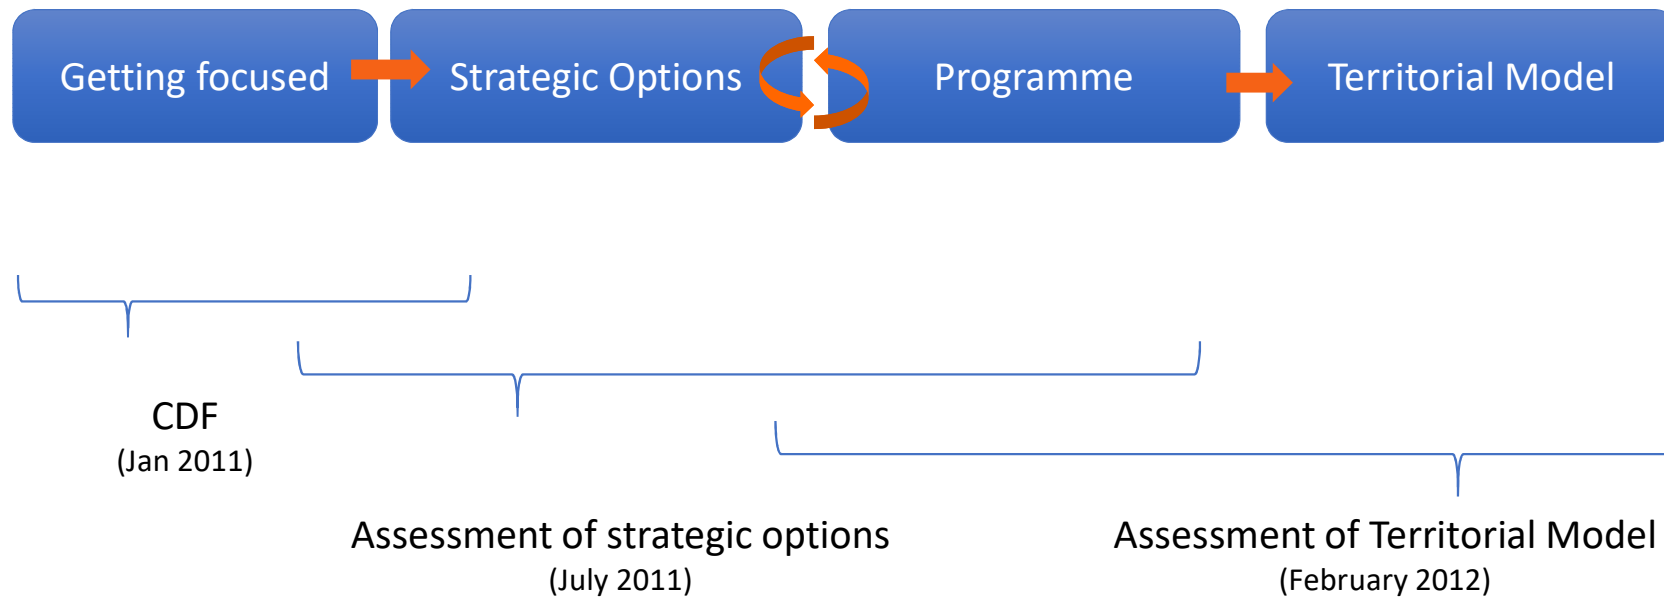 Getting focused
Strategic Options
Programme
Territorial Model
CDF
(Jan 2011)
Assessment of strategic options
(July 2011)
Assessment of Territorial Model
(February 2012)